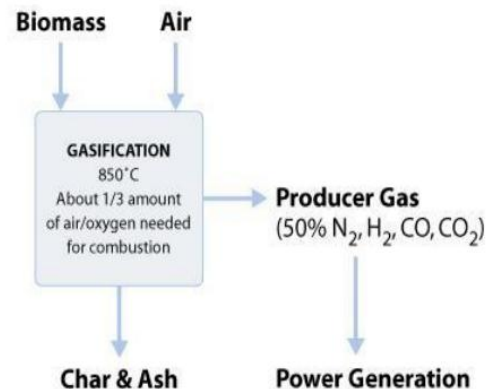 Biomass
Air
GASIFICATION
850˚C
About 1/3 amount
of air/oxygen needed
for combustion
Producer Gas
(50% N₂, H₂, CO, CO₂)
Char & Ash
Power Generation